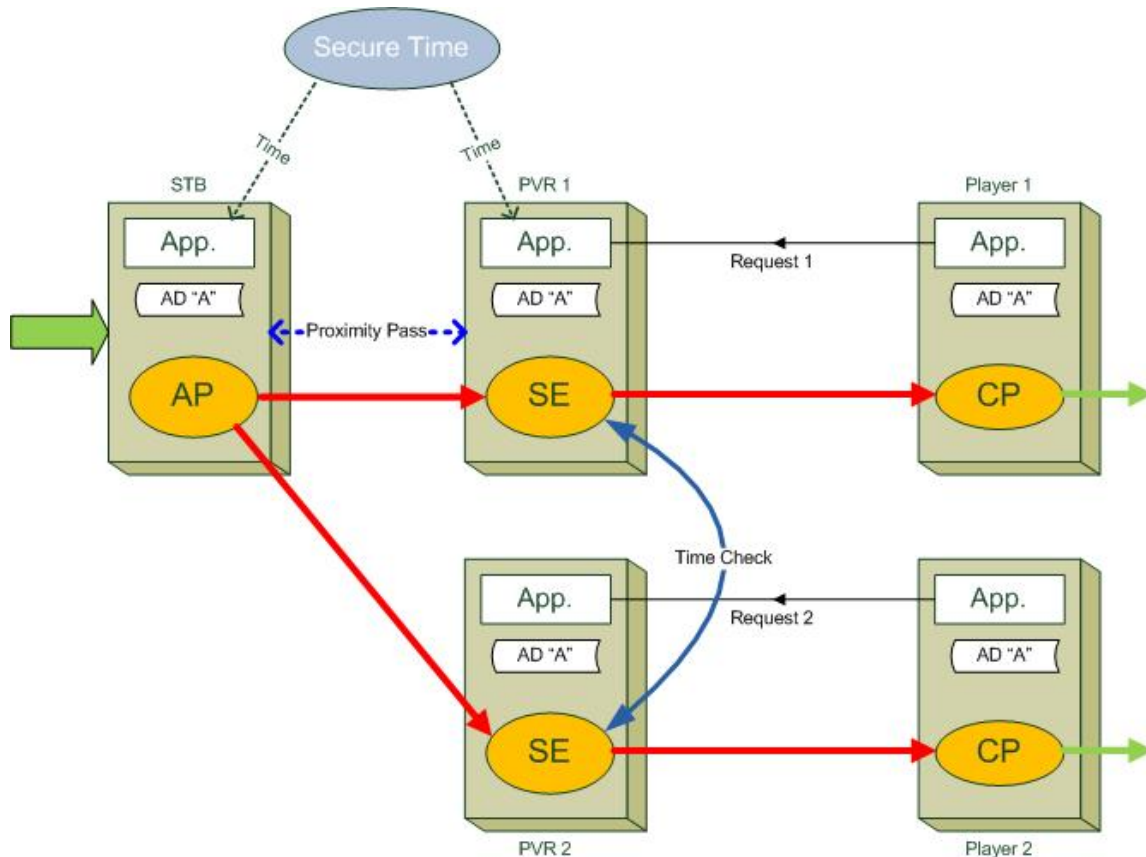 Secure Time
Time
Time
STB
PVR 1
Player 1
App.
App.
App.
Request 1
AD “A”
AD “A”
AD “A”
Proximity Pass
AP
SE
CP
Time Check
App.
App.
Request 2
AD “A”
AD “A”
SE
CP
PVR 2
Player 2